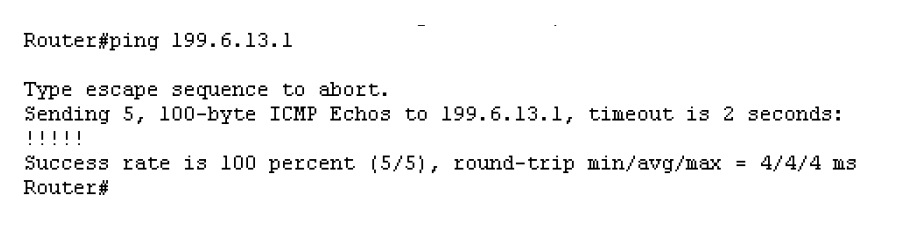 Router#ping 199.6.13.1
Type escape sequence to abort.
Sending 5, 100-byte ICMP Echos to 199.6.13.1, timeout is 2 seconds:
!!!!!
Success rate is 100 percent (5/5), round-trip min/avg/max = 4/4/4 ms
Router#